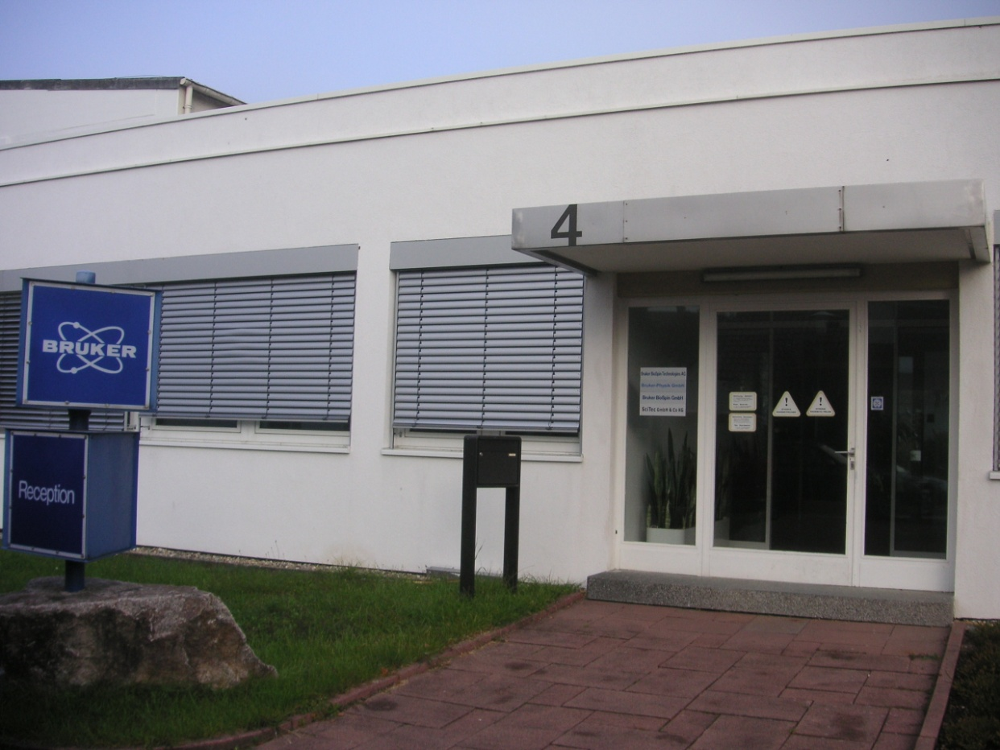 4
BRUKER
Reception
Bruker BioSpin Technologies AG
Bruker-Physik GmbH
Bruker BioSpin GmbH
SciTec GmbH & Co KG